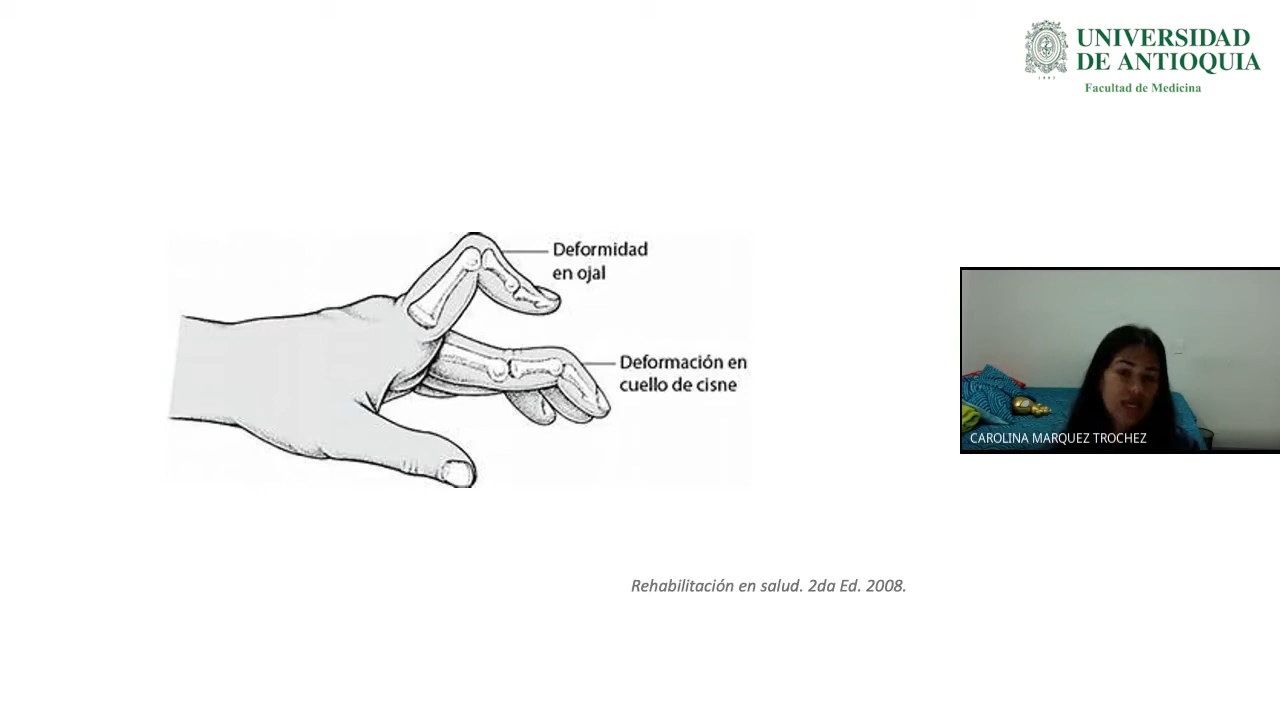 UNIVERSIDAD
DE ANTIOQUIA
1803
Facultad de Medicina
Deformidad
en ojal
Deformación en
cuello de cisne
CAROLINA MARQUEZ TROCHEZ
Rehabilitación en salud. 2da Ed. 2008.